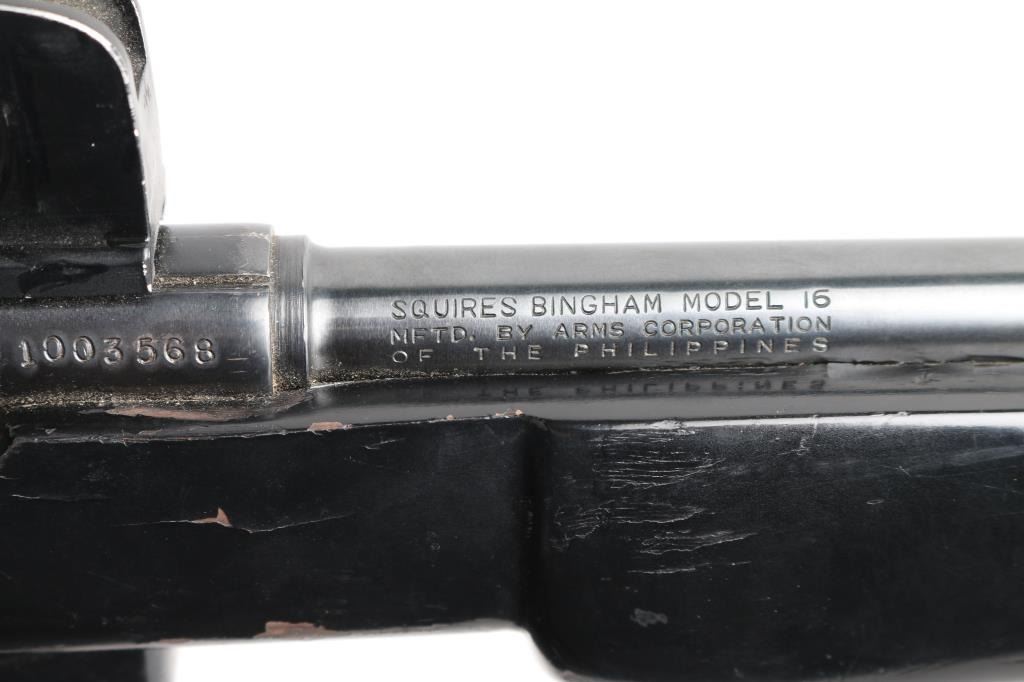 SQUIRES BINGHAM MODEL 16
MFTD. BY ARMS CORPORATION
OF THE PHILIPPINES
1003568